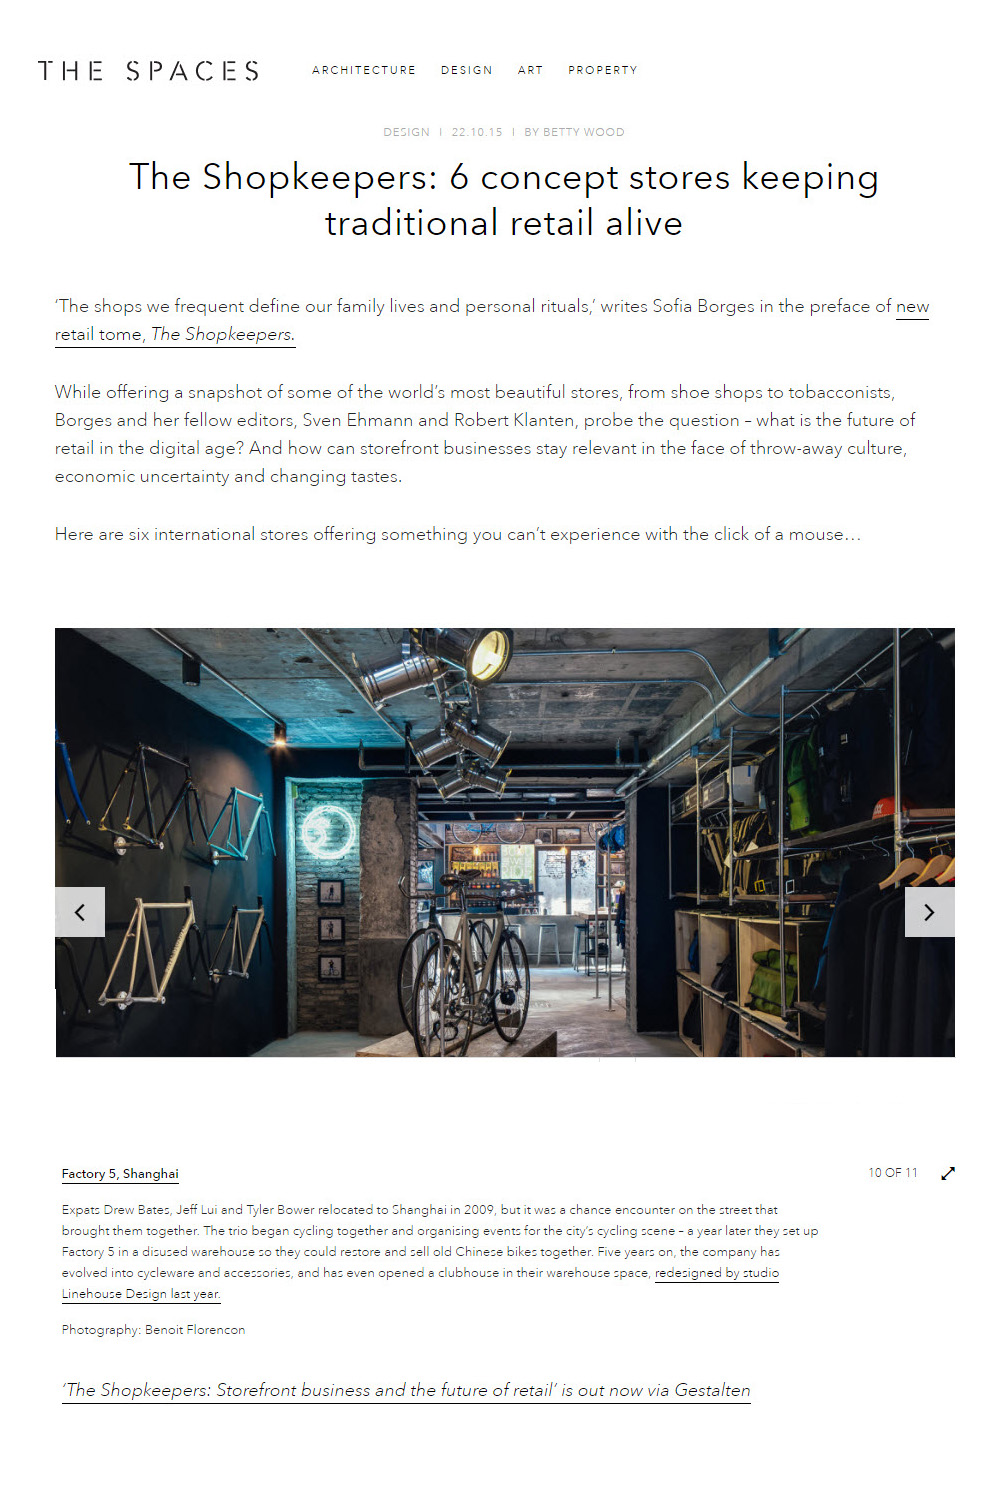 THE SPACES
ARCHITECTURE DESIGN ART PROPERTY
DESIGN | 22.10.15 | BY BETTY WOOD
The Shopkeepers: 6 concept stores keeping
traditional retail alive
‘The shops we frequent define our family lives and personal rituals,’ writes Sofia Borges in the preface of new
retail tome, The Shopkeepers.
While offering a snapshot of some of the world’s most beautiful stores, from shoe shops to tobacconists,
Borges and her fellow editors, Sven Ehmann and Robert Klanten, probe the question – what is the future of
retail in the digital age? And how can storefront businesses stay relevant in the face of throw-away culture,
economic uncertainty and changing tastes.
Here are six international stores offering something you can’t experience with the click of a mouse…
Factory 5, Shanghai
10 OF 11
Expats Drew Bates, Jeff Lui and Tyler Bower relocated to Shanghai in 2009, but it was a chance encounter on the street that
brought them together. The trio began cycling together and organising events for the city’s cycling scene – a year later they set up
Factory 5 in a disused warehouse so they could restore and sell old Chinese bikes together. Five years on, the company has
evolved into cycleware and accessories, and has even opened a clubhouse in their warehouse space, redesigned by studio
Linehouse Design last year.
Photography: Benoit Florencon
‘The Shopkeepers: Storefront business and the future of retail’ is out now via Gestalten